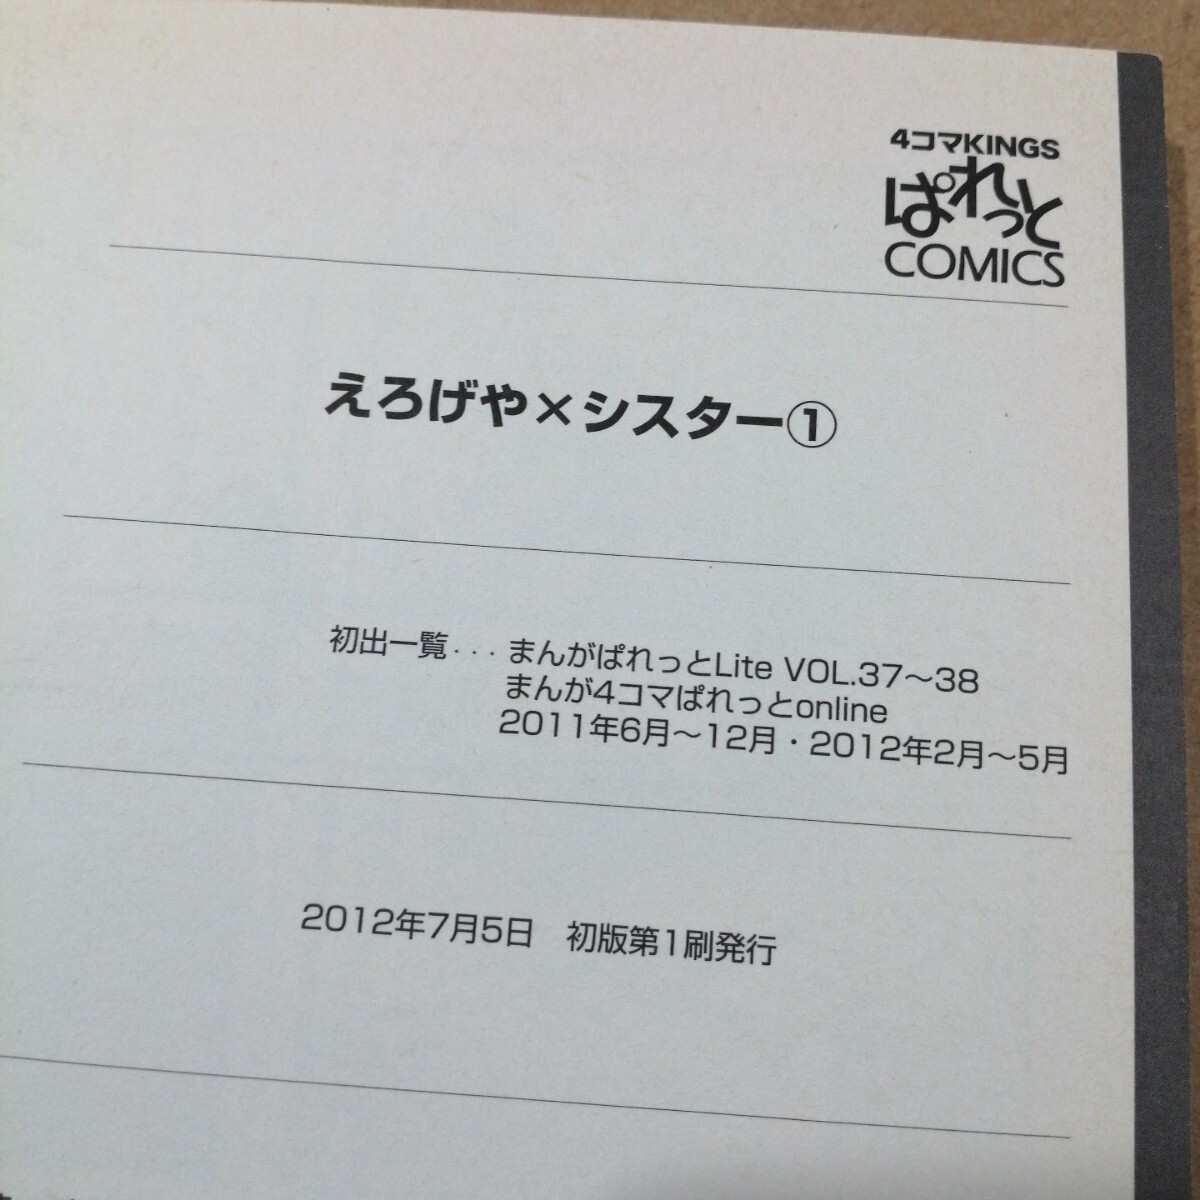 4コマKINGS
ぱれっと
COMICS
えろげや×シスター①
初出一覧... まんがぱれっとLite VOL.37～38
まんが4コマぱれっとonline
2011年6月～12月・2012年2月～5月
2012年7月5日 初版第1刷発行